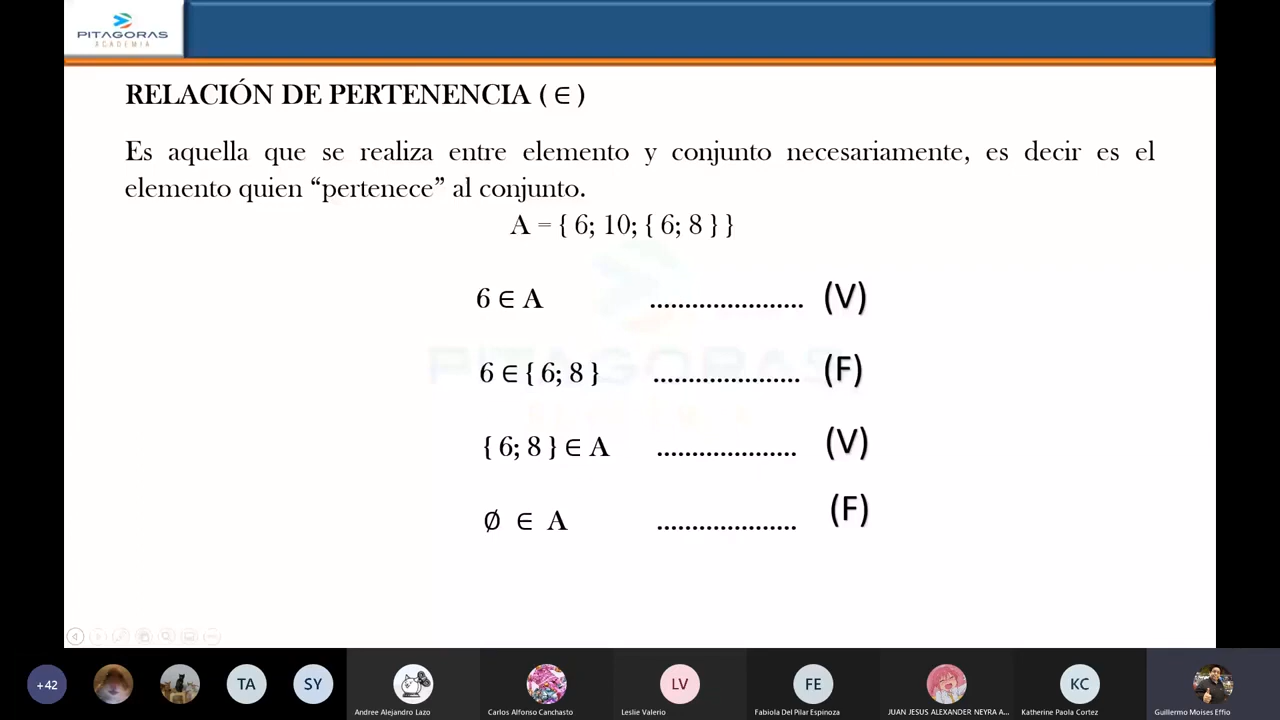 PITAGORAS
ACADEMIA
RELACIÓN DE PERTENENCIA ( ∈ )
Es aquella que se realiza entre elemento y conjunto necesariamente, es decir es el
elemento quien “pertenece” al conjunto.
A = { 6; 10; { 6; 8 } }
6 ∈ A ...................... (V)
6 ∈ { 6; 8 } ..................... (F)
{ 6; 8 } ∈ A .................... (V)
∅ ∈ A .................... (F)
PITAGORAS
+42 TA SY LV FE KC
Andree Alejandro Lazo Carlos Alfonso Canchasto Leslie Valerio Fabiola Del Pilar Espinoza JUAN JESUS ALEXANDER NEYRA A... Katherine Paola Cortez Guillermo Moises Effio